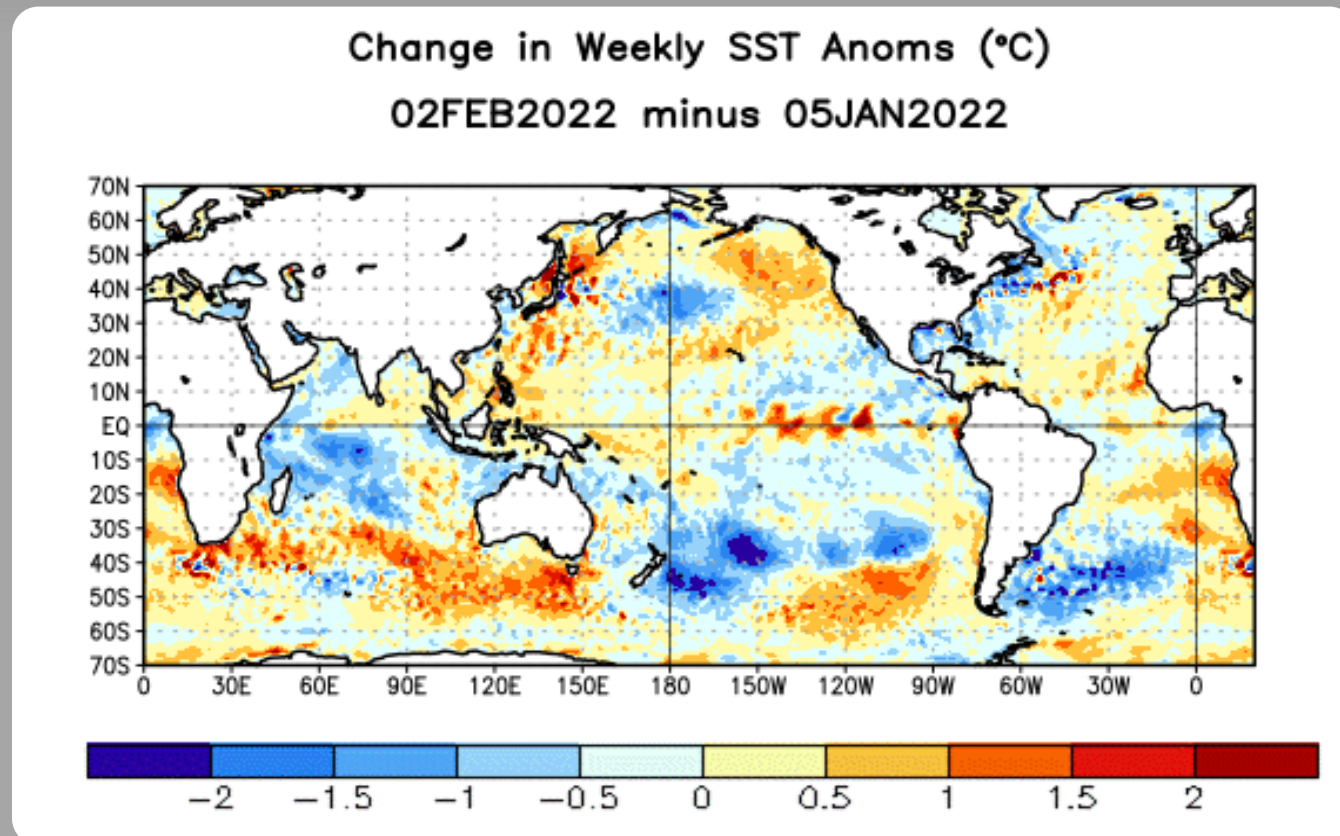 Change in Weekly SST Anoms (°C)
02FEB2022 minus 05JAN2022
70N
60N
50N
40N
30N
20N
10N
EQ
10S
20S
30S
40S
50S
60S
70S
0 30E 60E 90E 120E 150E 180 150W 120W 90W 60W 30W 0
−2 −1.5 −1 −0.5 0 0.5 1 1.5 2